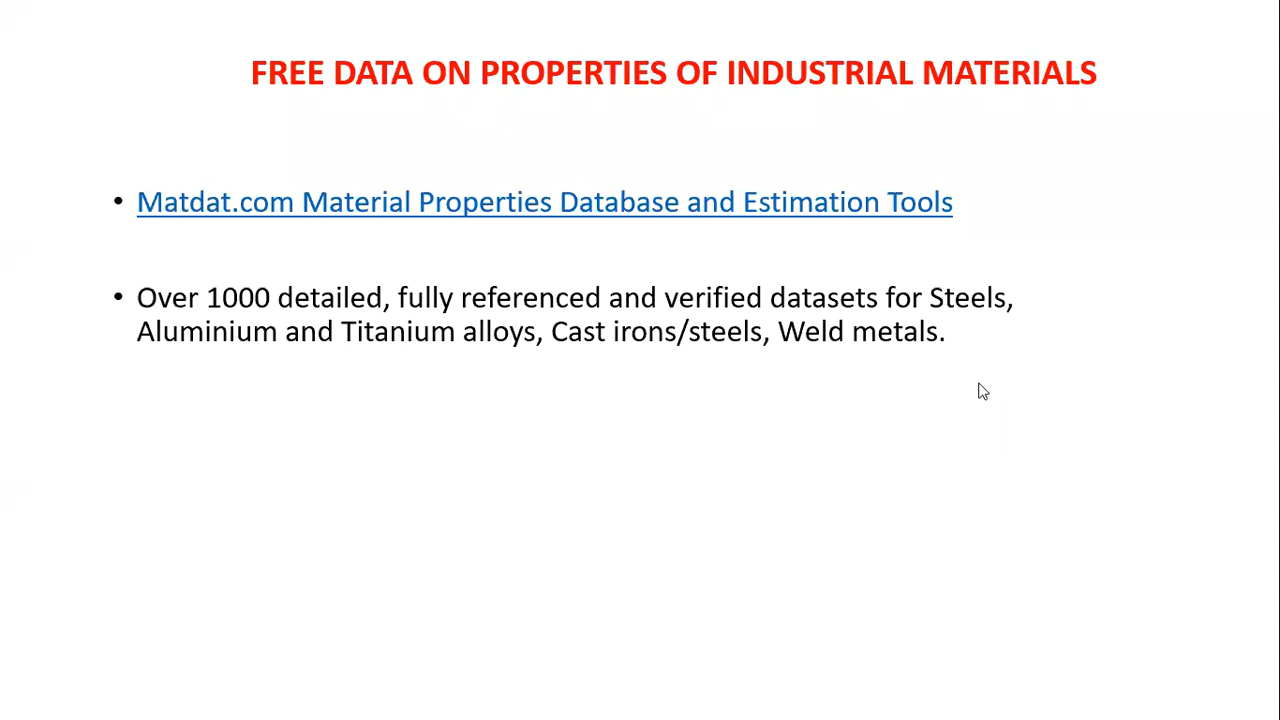 FREE DATA ON PROPERTIES OF INDUSTRIAL MATERIALS
• Matdat.com Material Properties Database and Estimation Tools
• Over 1000 detailed, fully referenced and verified datasets for Steels,
Aluminium and Titanium alloys, Cast irons/steels, Weld metals.